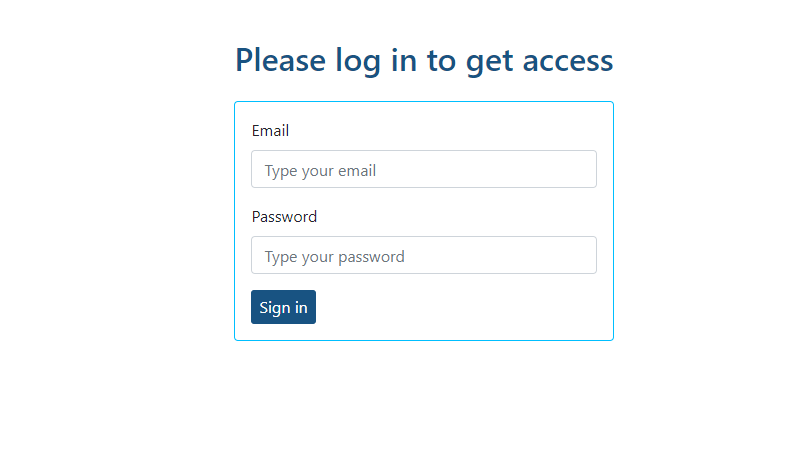 Please log in to get access
Email
Type your email
Password
Type your password
Sign in